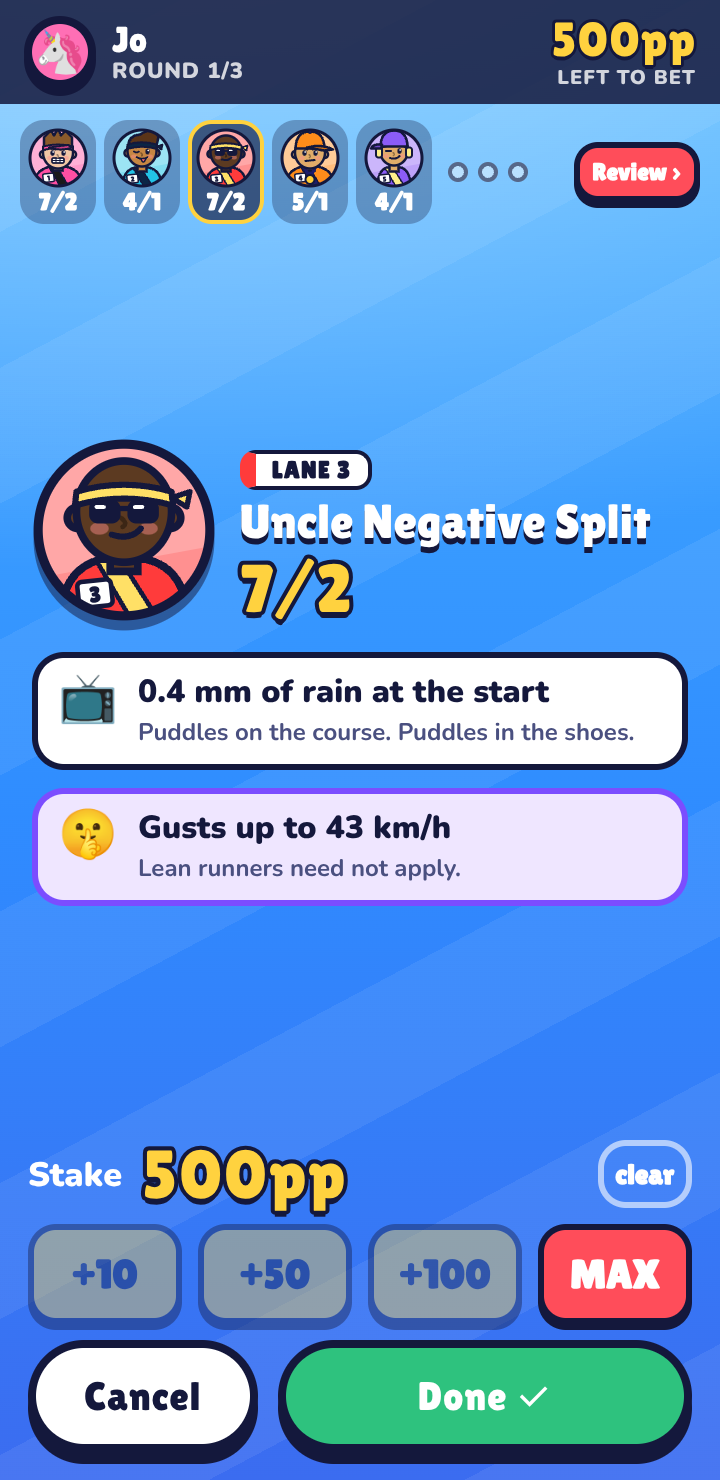 Jo
ROUND 1/3
500pp
LEFT TO BET
7/2
4/1
7/2
5/1
4/1
Review ›
LANE 3
Uncle Negative Split
7/2
3
0.4 mm of rain at the start
Puddles on the course. Puddles in the shoes.
Gusts up to 43 km/h
Lean runners need not apply.
Stake 500pp
clear
+10
+50
+100
MAX
Cancel
Done ✓